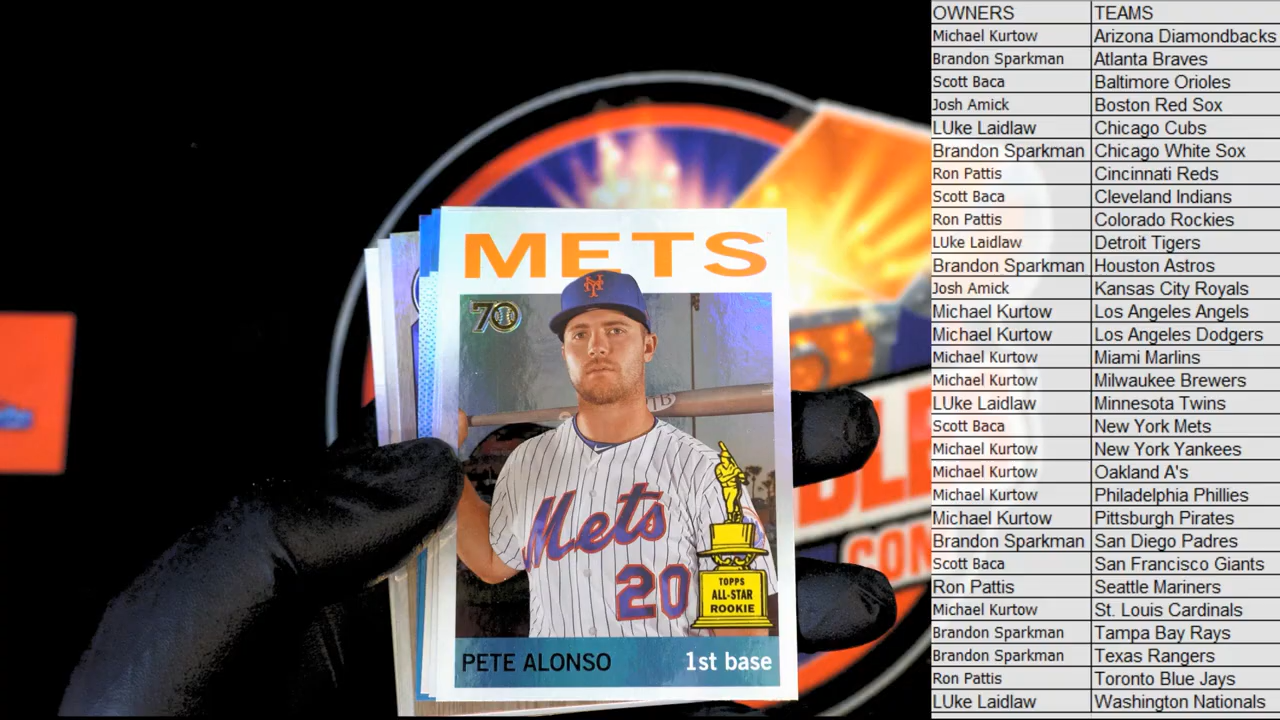 METS
70
TB
Mets
20
TOPPS
ALL-STAR
ROOKIE
PETE ALONSO 1st base
BLE
CON
OWNERS TEAMS
Michael Kurtow Arizona Diamondbacks
Brandon Sparkman Atlanta Braves
Scott Baca Baltimore Orioles
Josh Amick Boston Red Sox
LUke Laidlaw Chicago Cubs
Brandon Sparkman Chicago White Sox
Ron Pattis Cincinnati Reds
Scott Baca Cleveland Indians
Ron Pattis Colorado Rockies
LUke Laidlaw Detroit Tigers
Brandon Sparkman Houston Astros
Josh Amick Kansas City Royals
Michael Kurtow Los Angeles Angels
Michael Kurtow Los Angeles Dodgers
Michael Kurtow Miami Marlins
Michael Kurtow Milwaukee Brewers
LUke Laidlaw Minnesota Twins
Scott Baca New York Mets
Michael Kurtow New York Yankees
Michael Kurtow Oakland A's
Michael Kurtow Philadelphia Phillies
Michael Kurtow Pittsburgh Pirates
Brandon Sparkman San Diego Padres
Scott Baca San Francisco Giants
Ron Pattis Seattle Mariners
Michael Kurtow St. Louis Cardinals
Brandon Sparkman Tampa Bay Rays
Brandon Sparkman Texas Rangers
Ron Pattis Toronto Blue Jays
LUke Laidlaw Washington Nationals